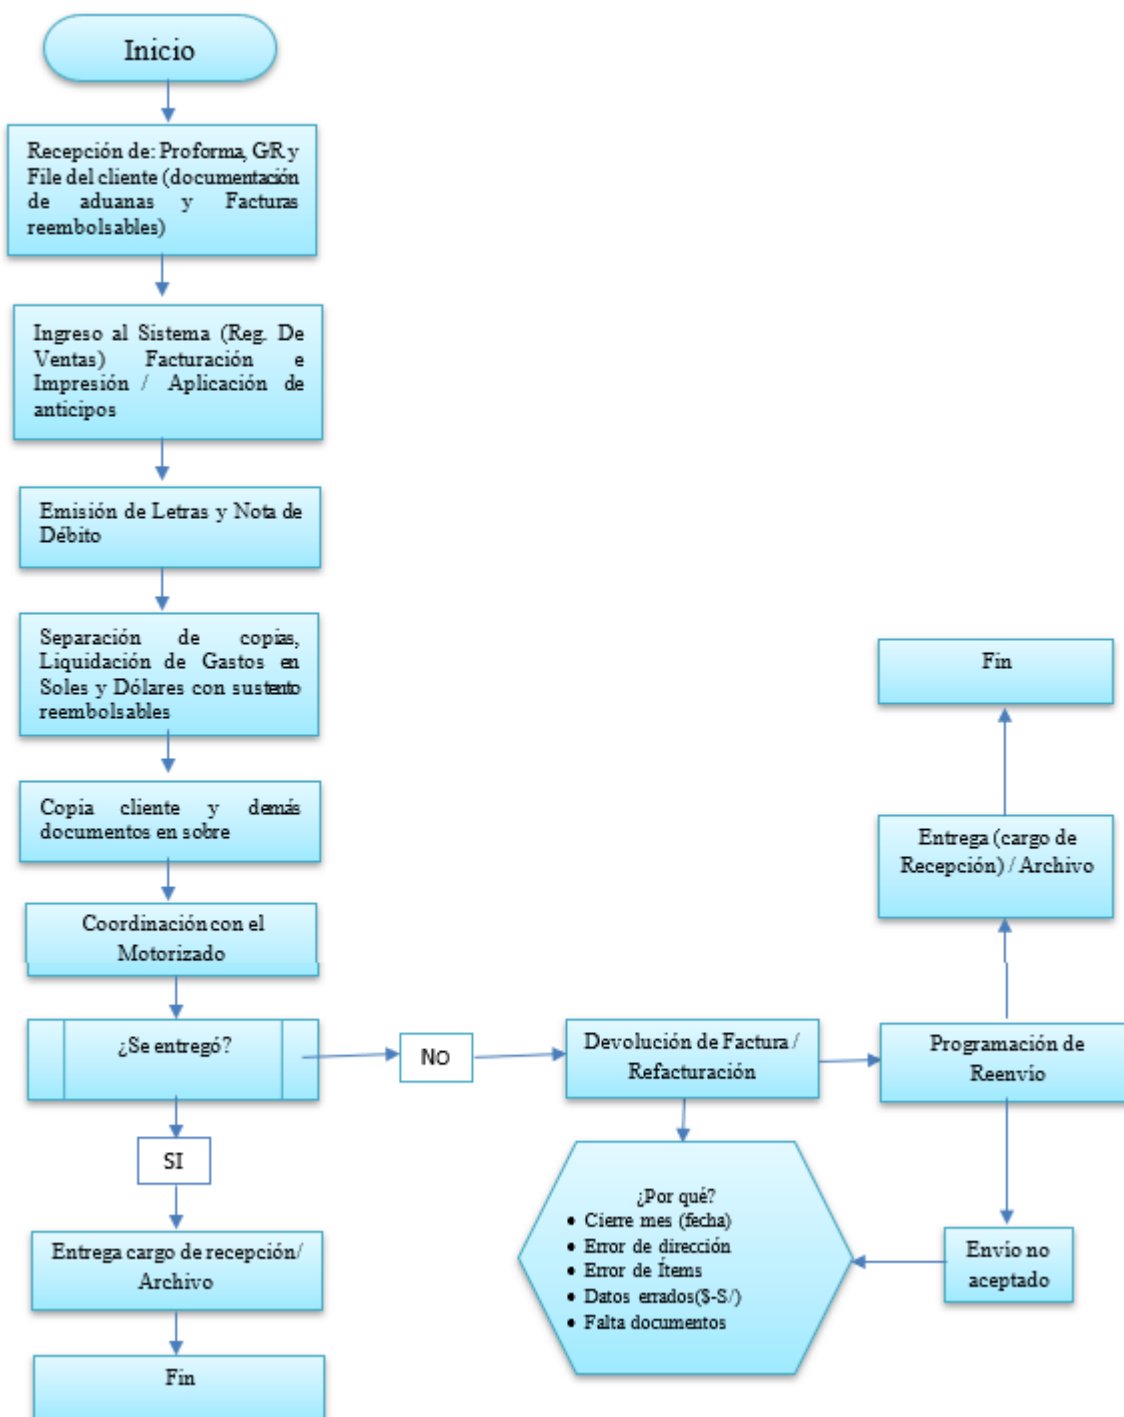 Inicio
Recepción de: Proforma, GR y
File del cliente (documentación
de aduanas y Facturas
reembolsables)
Ingreso al Sistema (Reg. De
Ventas) Facturación e
Impresión / Aplicación de
anticipos
Emisión de Letras y Nota de
Débito
Separación de copias,
Liquidación de Gastos en
Soles y Dólares con sustento
reembolsables
Copia cliente y demás
documentos en sobre
Coordinación con el
Motorizado
¿Se entregó?
SI
Entrega cargo de recepción/
Archivo
Fin
NO
Devolución de Factura /
Refacturación
¿Por qué?
• Cierre mes (fecha)
• Error de dirección
• Error de Ítems
• Datos errados($-S/)
• Falta documentos
Programación de
Reenvío
Envío no
aceptado
Entrega (cargo de
Recepción) / Archivo
Fin